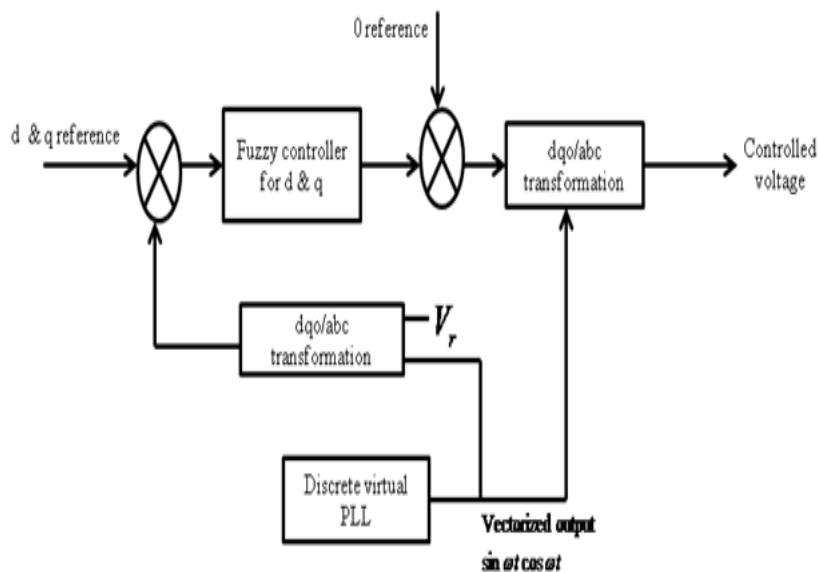 0 reference
d & q reference
Fuzzy controller
for d & q
dqo/abc
transformation
Controlled
voltage
dqo/abc
transformation
V_r
Discrete virtual
PLL
Vectorized output
sin ωt cos ωt